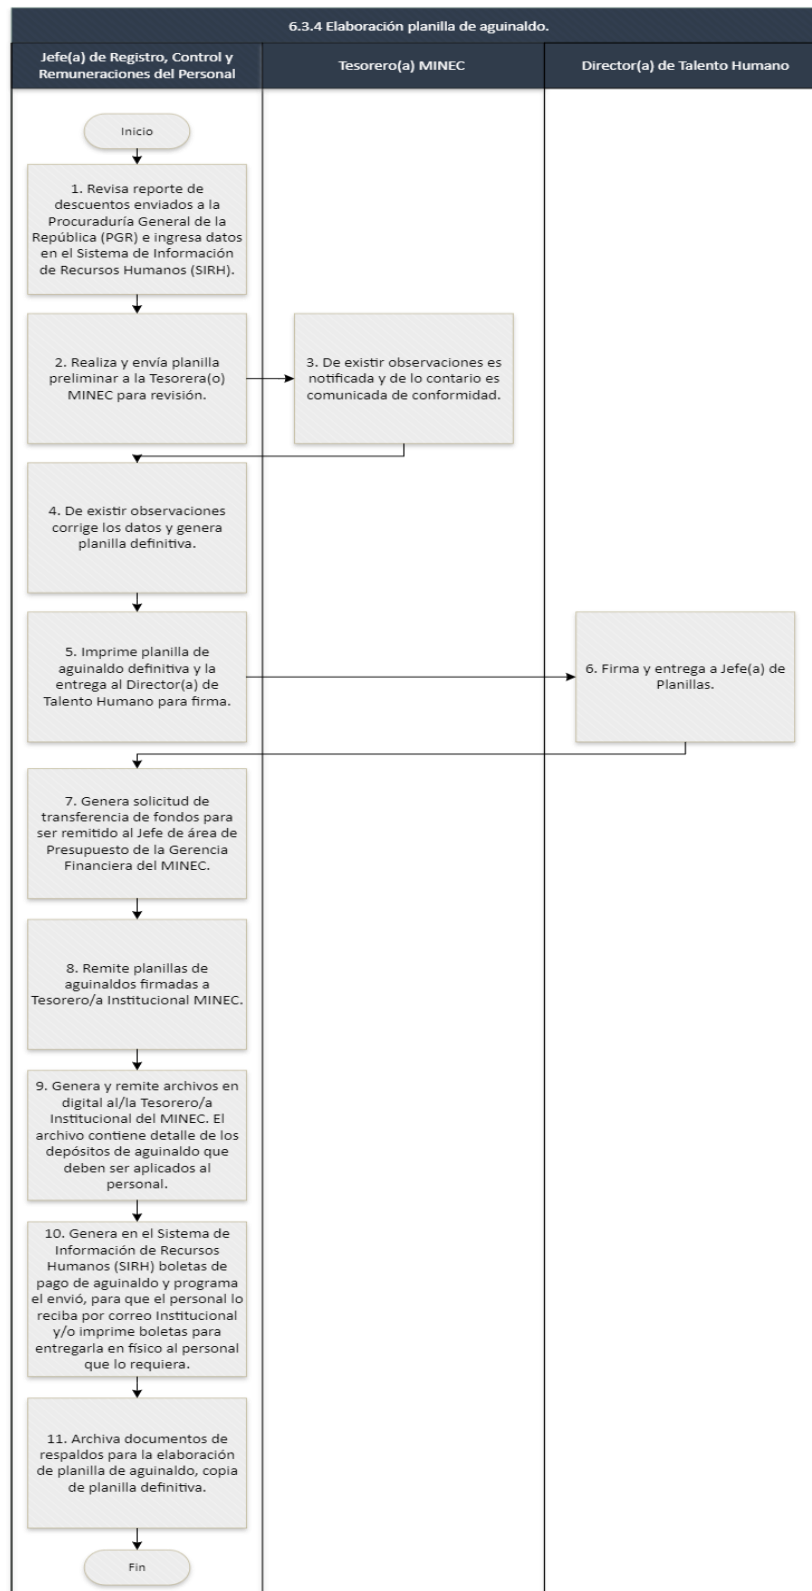 6.3.4 Elaboración planilla de aguinaldo.
Jefe(a) de Registro, Control y
Remuneraciones del Personal
Tesorero(a) MINEC
Director(a) de Talento Humano
Inicio
1. Revisa reporte de
descuentos enviados a la
Procuraduría General de la
República (PGR) e ingresa datos
en el Sistema de Información
de Recursos Humanos (SIRH).
2. Realiza y envía planilla
preliminar a la Tesorera(o)
MINEC para revisión.
3. De existir observaciones es
notificada y de lo contario es
comunicada de conformidad.
4. De existir observaciones
corrige los datos y genera
planilla definitiva.
5. Imprime planilla de
aguinaldo definitiva y la
entrega al Director(a) de
Talento Humano para firma.
6. Firma y entrega a Jefe(a) de
Planillas.
7. Genera solicitud de
transferencia de fondos para
ser remitido al Jefe de área de
Presupuesto de la Gerencia
Financiera del MINEC.
8. Remite planillas de
aguinaldos firmadas a
Tesorero/a Institucional MINEC.
9. Genera y remite archivos en
digital al/la Tesorero/a
Institucional del MINEC. El
archivo contiene detalle de los
depósitos de aguinaldo que
deben ser aplicados al
personal.
10. Genera en el Sistema de
Información de Recursos
Humanos (SIRH) boletas de
pago de aguinaldo y programa
el envió, para que el personal lo
reciba por correo Institucional
y/o imprime boletas para
entregarla en físico al personal
que lo requiera.
11. Archiva documentos de
respaldos para la elaboración
de planilla de aguinaldo, copia
de planilla definitiva.
Fin